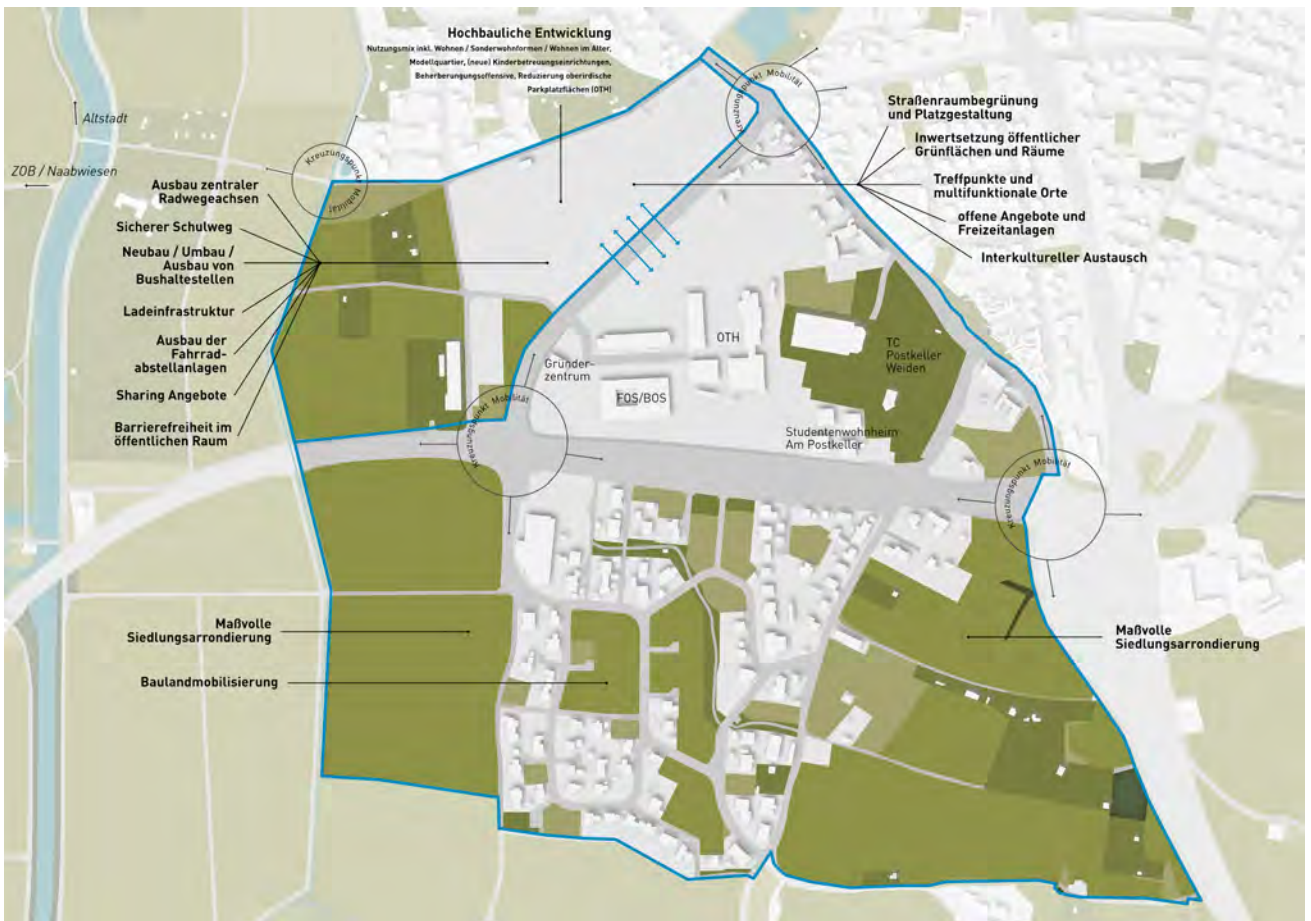 Hochbauliche Entwicklung
Nutzungsmix inkl. Wohnen / Sonderwohnformen / Wohnen im Alter,
Modellquartier, (neue) Kinderbetreuungseinrichtungen,
Beherberungungsoffensive, Reduzierung oberirdische
Parkplatzflächen (OTH)
Kreuzungspunkt Mobilität
Altstadt
ZOB / Naabwiesen
Kreuzungspunkt Mobilität
Ausbau zentraler
Radwegeachsen
Sicherer Schulweg
Neubau / Umbau /
Ausbau von
Bushaltestellen
Ladeinfrastruktur
Ausbau der
Fahrrad-
abstellanlagen
Sharing Angebote
Barrierefreiheit im
öffentlichen Raum
Straßenraumbegrünung
und Platzgestaltung
Inwertsetzung öffentlicher
Grünflächen und Räume
Treffpunkte und
multifunktionale Orte
offene Angebote und
Freizeitanlagen
Interkultureller Austausch
OTH
Gründer-
zentrum
FOS/BOS
TC
Postkeller
Weiden
Studentenwohnheim
Am Postkeller
Kreuzungspunkt Mobilität
Kreuzungspunkt Mobilität
Maßvolle
Siedlungsarrondierung
Baulandmobilisierung
Maßvolle
Siedlungsarrondierung